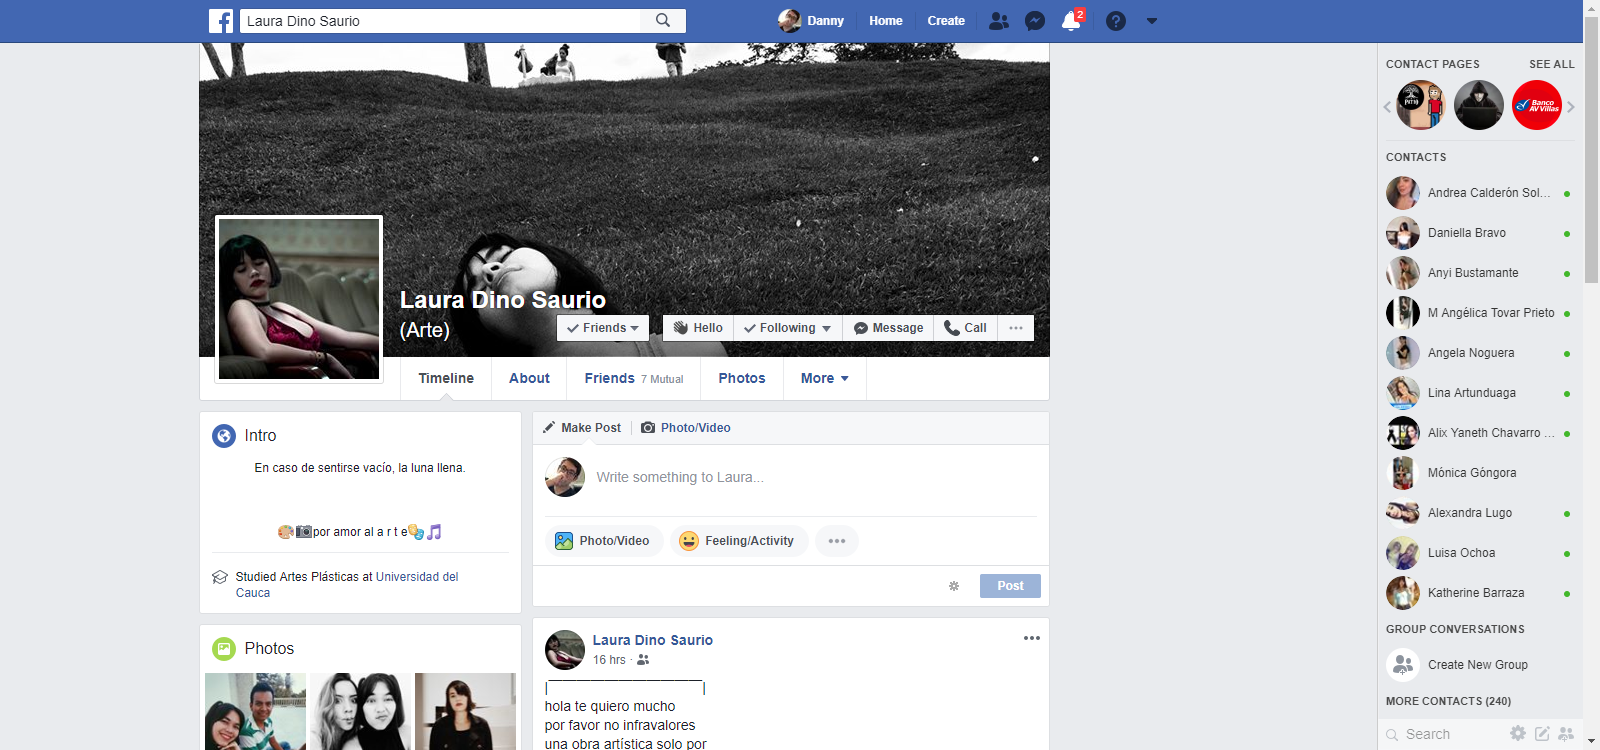 Laura Dino Saurio
Danny
Home
Create
2
CONTACT PAGES
SEE ALL
Banco
AV Villas
CONTACTS
Andrea Calderón Sol...
Daniella Bravo
Anyi Bustamante
M Angélica Tovar Prieto
Angela Noguera
Lina Artunduaga
Alix Yaneth Chavarro ...
Mónica Góngora
Alexandra Lugo
Luisa Ochoa
Katherine Barraza
GROUP CONVERSATIONS
Create New Group
MORE CONTACTS (240)
Search
Laura Dino Saurio
(Arte)
Friends
Hello
Following
Message
Call
Timeline
About
Friends 7 Mutual
Photos
More
Intro
En caso de sentirse vacío, la luna llena.
por amor al a r t e
Studied Artes Plásticas at Universidad del
Cauca
Photos
Make Post
Photo/Video
Write something to Laura...
Photo/Video
Feeling/Activity
Post
Laura Dino Saurio
16 hrs ·
hola te quiero mucho
por favor no infravalores
una obra artística solo por